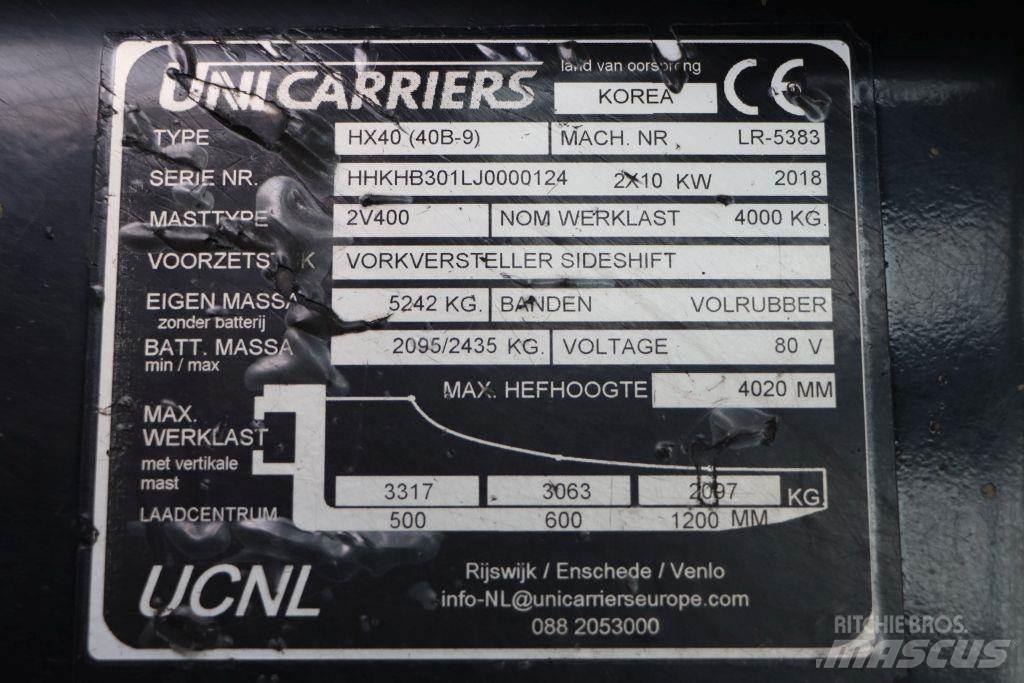 UNICARRIERS
land van oorsprong
KOREA
CE
TYPE HX40 (40B-9) MACH. NR LR-5383
SERIE NR. HHKHB301LJ0000124 2X10 KW 2018
MASTTYPE 2V400 NOM WERKLAST 4000 KG.
VOORZETSTUK VORKVERSTELLER SIDESHIFT
EIGEN MASSA 5242 KG. BANDEN VOLRUBBER
zonder batterij
BATT. MASSA 2095/2435 KG. VOLTAGE 80 V
min / max
MAX. HEFHOOGTE 4020 MM
MAX.
WERKLAST
met vertikale
mast
3317 3063 2097 KG
LAADCENTRUM 500 600 1200 MM
UCNL
Rijswijk / Enschede / Venlo
info-NL@unicarrierseurope.com
088 2053000
RITCHIE BROS.
MASCUS